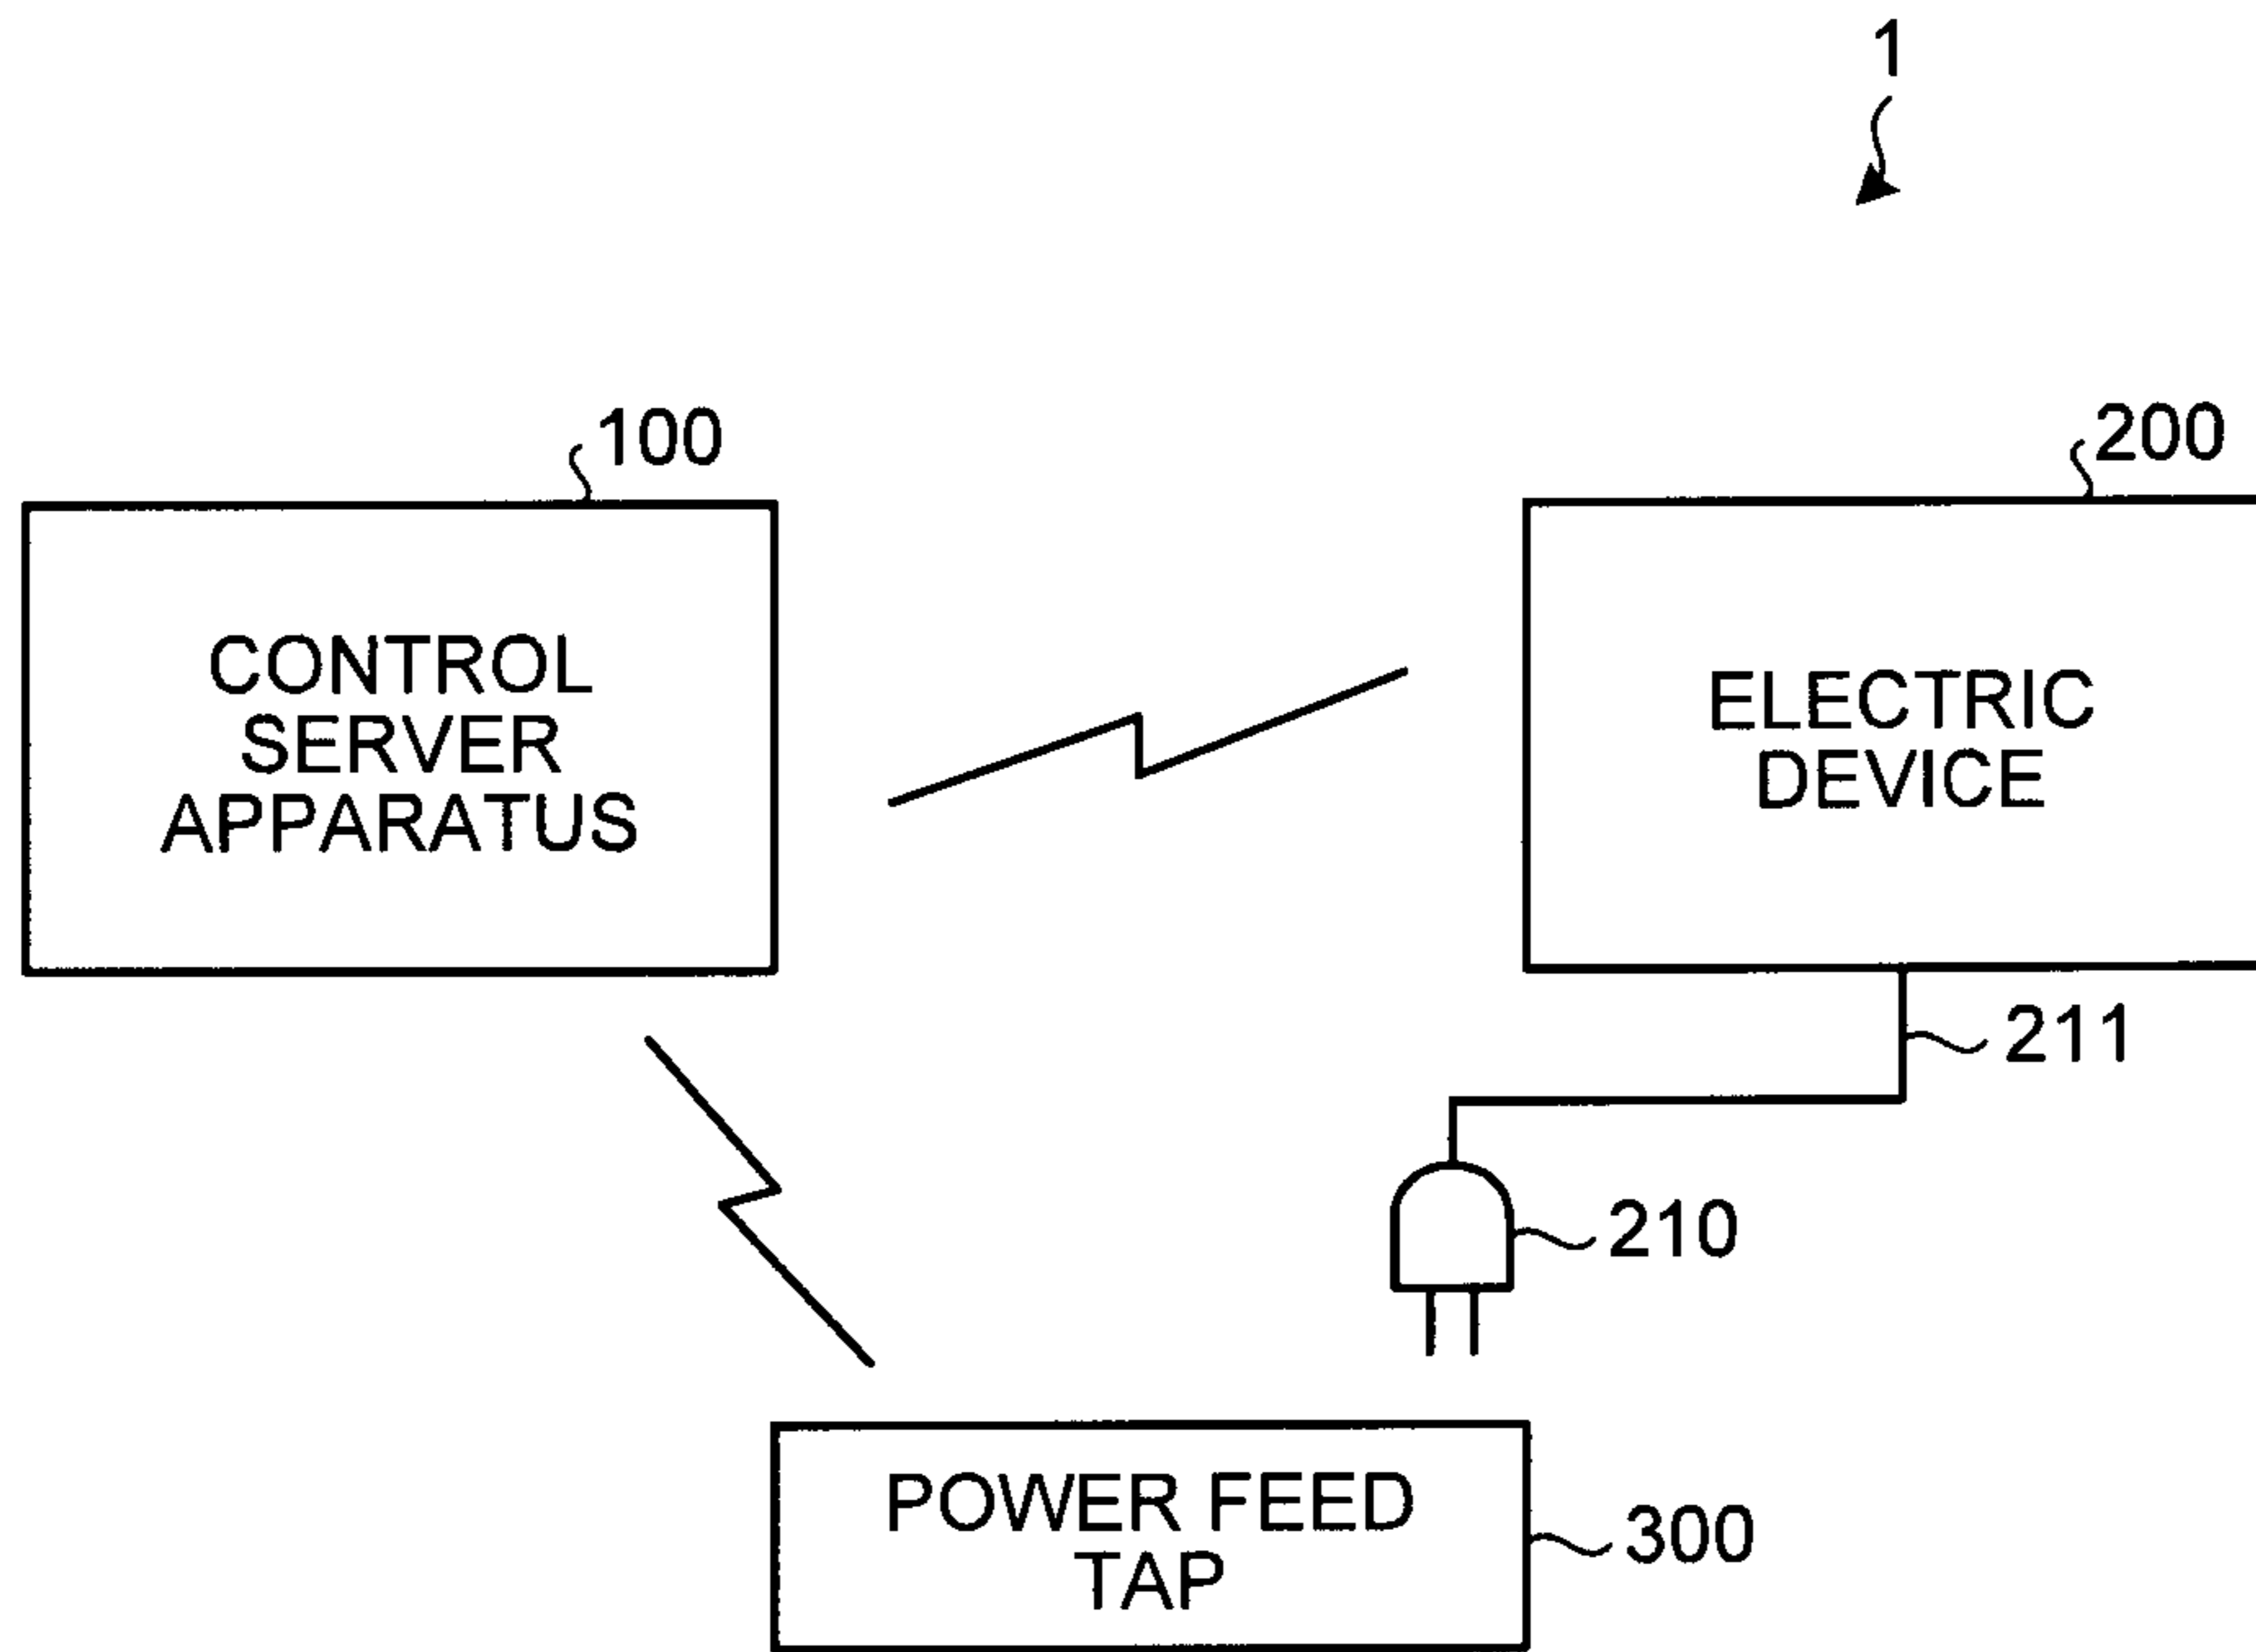 1
100
200
CONTROL
SERVER
APPARATUS
ELECTRIC
DEVICE
211
210
POWER FEED
TAP
300